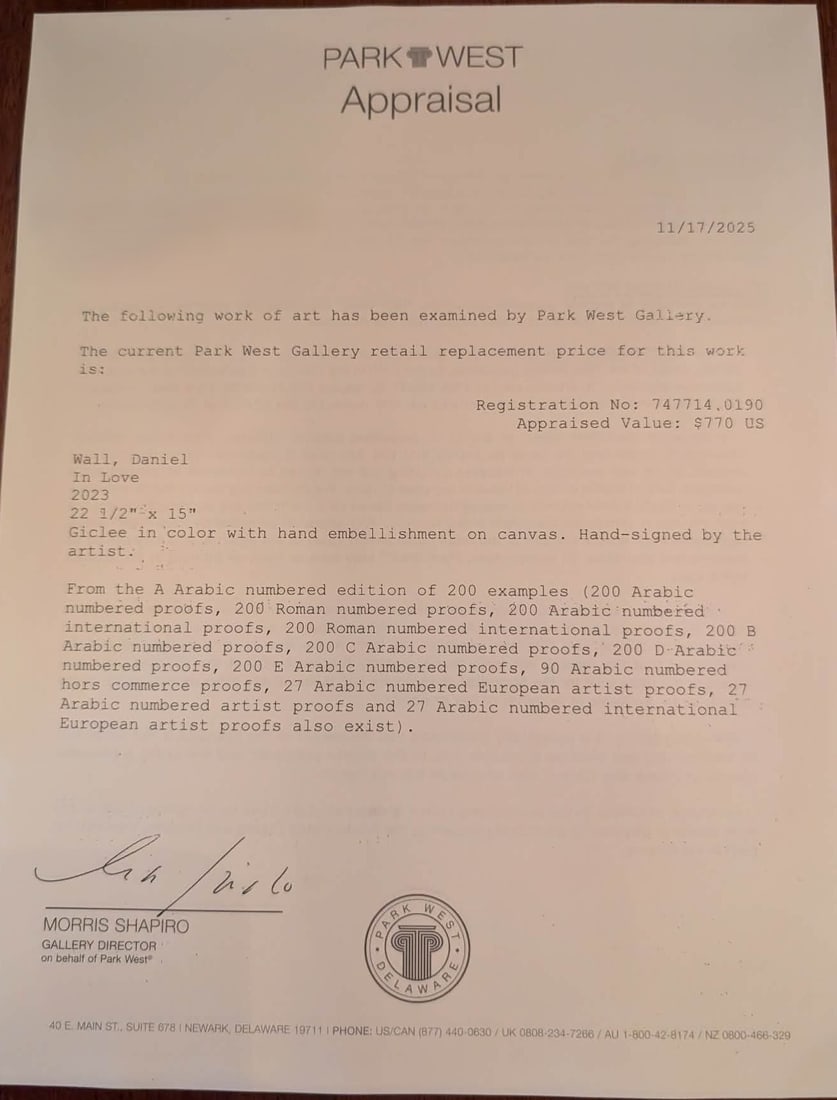 PARK WEST
Appraisal
11/17/2025
The following work of art has been examined by Park West Gallery.
The current Park West Gallery retail replacement price for this work
is:
Registration No: 747714.0190
Appraised Value: $770 US
Wall, Daniel
In Love
2023
22 1/2" x 15"
Giclee in color with hand embellishment on canvas. Hand-signed by the
artist.
From the A Arabic numbered edition of 200 examples (200 Arabic
numbered proofs, 200 Roman numbered proofs, 200 Arabic numbered
international proofs, 200 Roman numbered international proofs, 200 B
Arabic numbered proofs, 200 C Arabic numbered proofs, 200 D Arabic
numbered proofs, 200 E Arabic numbered proofs, 90 Arabic numbered
hors commerce proofs, 27 Arabic numbered European artist proofs, 27
Arabic numbered artist proofs and 27 Arabic numbered international
European artist proofs also exist).
MORRIS SHAPIRO
GALLERY DIRECTOR
on behalf of Park West®
PARK WEST
DELAWARE
40 E. MAIN ST., SUITE 678 | NEWARK, DELAWARE 19711 | PHONE: US/CAN (877) 440-0630 / UK 0808-234-7266 / AU 1-800-42-8174 / NZ 0800-466-329